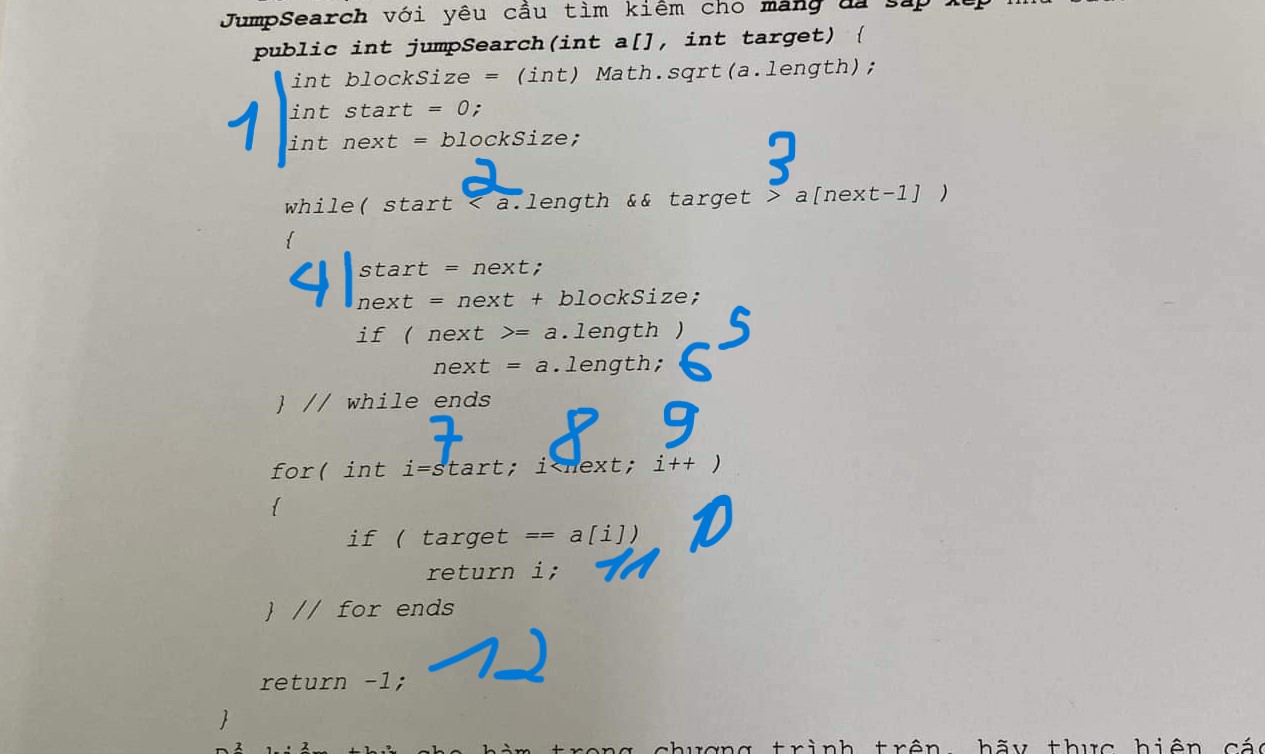 JumpSearch với yêu cầu tìm kiếm cho mảng đã sắp xếp
public int jumpSearch(int a[], int target) {
1 int blockSize = (int) Math.sqrt(a.length);
int start = 0;
int next = blockSize;
2 3
while( start < a.length && target > a[next-1] )
{
4 start = next;
next = next + blockSize;
if ( next >= a.length ) 5
next = a.length; 6
} // while ends
7 8 9
for( int i=start; i<next; i++ )
{
if ( target == a[i]) 10
return i; 11
} // for ends
return -1; 12
}
Để kiểm thử cho hàm trong chương trình trên, hãy thực hiện các